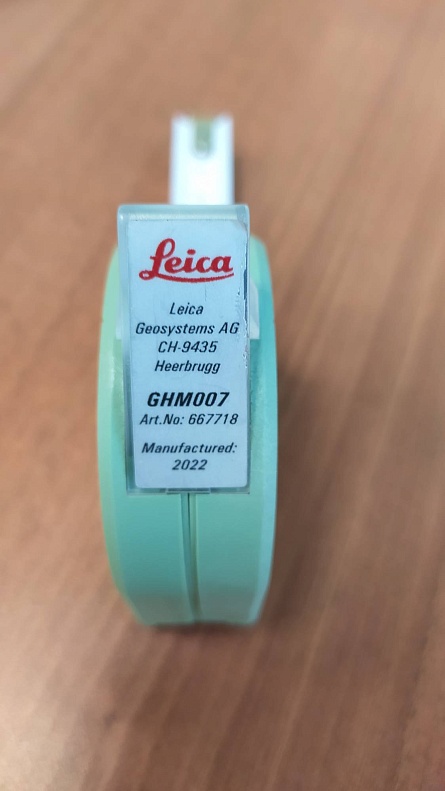 Leica
Leica
Geosystems AG
CH-9435
Heerbrugg
GHM007
Art.No: 667718
Manufactured:
2022